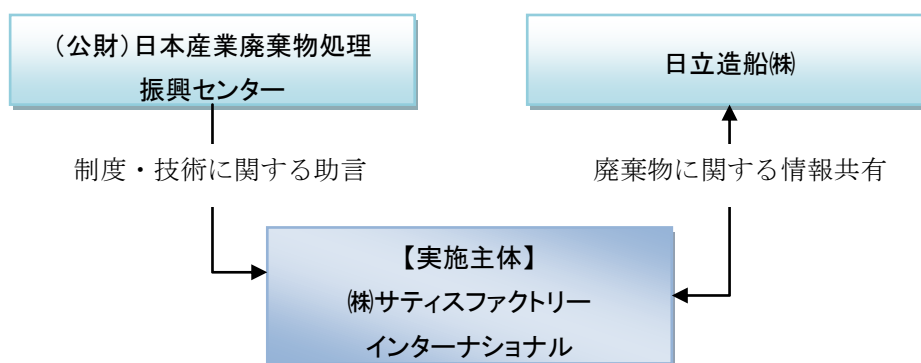 （公財）日本産業廃棄物処理
振興センター
日立造船㈱
制度・技術に関する助言
廃棄物に関する情報共有
【実施主体】
㈱サティスファクトリー
インターナショナル